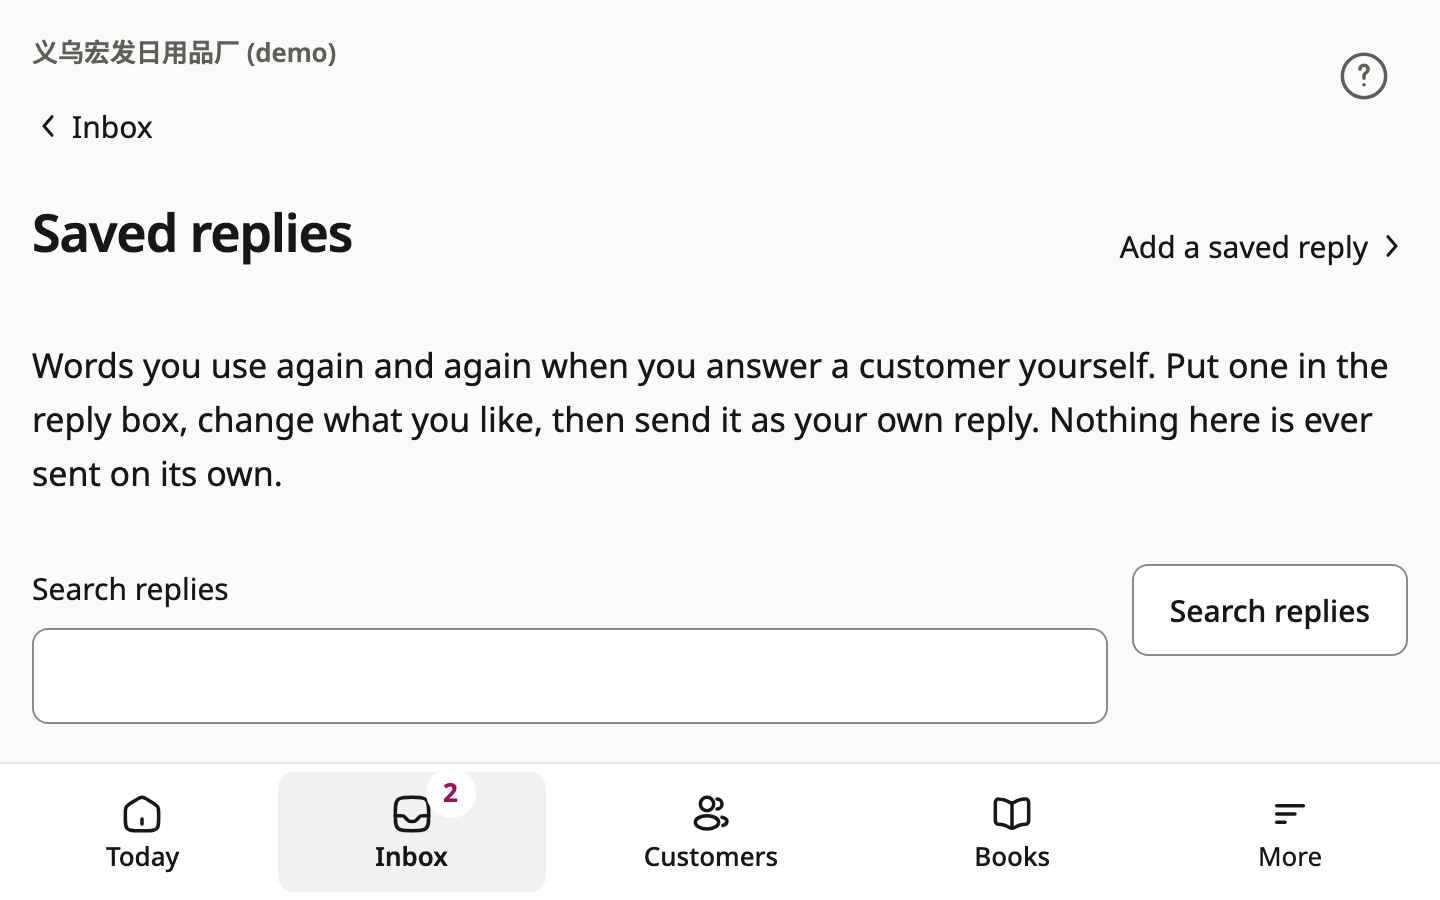 义乌宏发日用品厂 (demo)
?
Inbox
Saved replies
Add a saved reply
Words you use again and again when you answer a customer yourself. Put one in the
reply box, change what you like, then send it as your own reply. Nothing here is ever
sent on its own.
Search replies
Search replies
2
Today
Inbox
Customers
Books
More